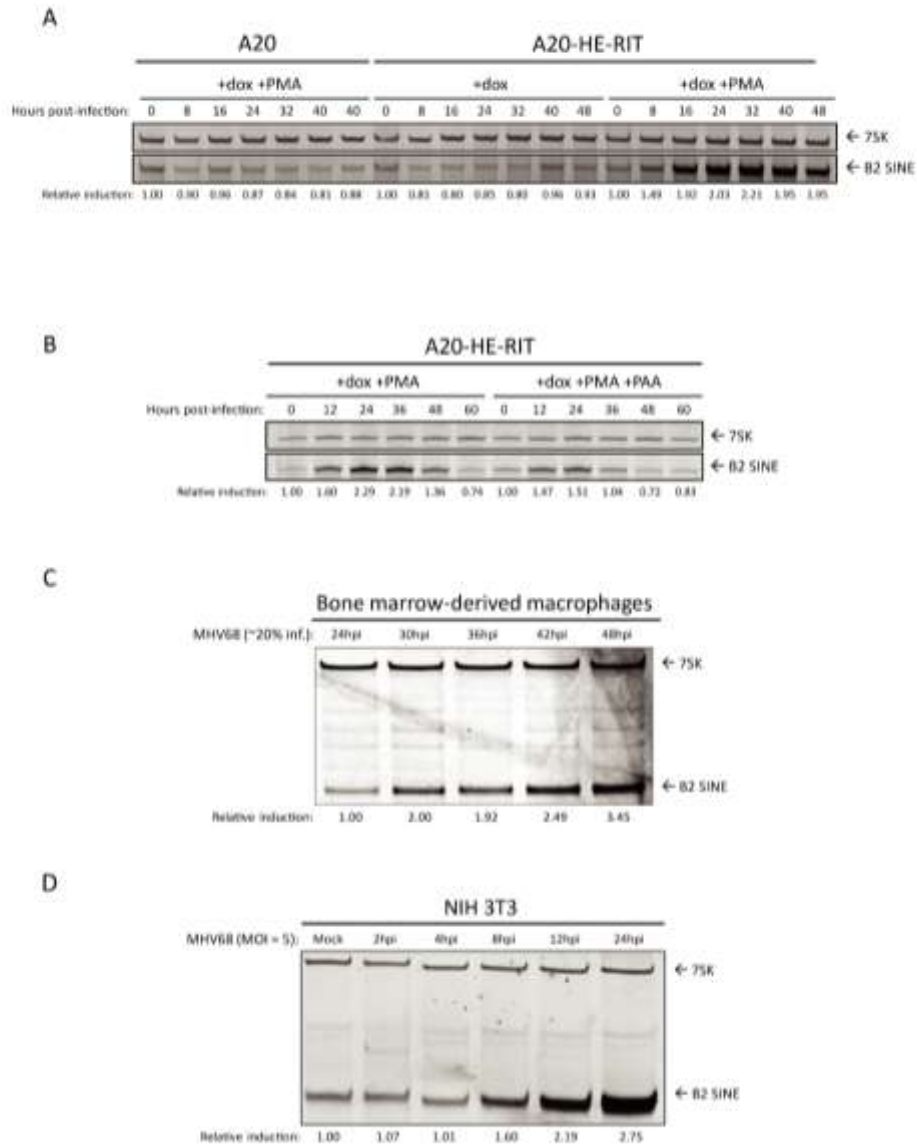 A
A20 A20-HE-RIT
+dox +PMA +dox +dox +PMA
Hours post-infection: 0 8 16 24 32 40 40 0 8 16 24 32 40 48 0 8 16 24 32 40 48
← 7SK
← B2 SINE
Relative induction: 1.00 0.90 0.96 0.87 0.84 0.81 0.88 1.00 0.81 0.80 0.85 0.80 0.96 0.93 1.00 1.49 1.92 2.03 2.21 1.95 1.95
B
A20-HE-RIT
+dox +PMA +dox +PMA +PAA
Hours post-infection: 0 12 24 36 48 60 0 12 24 36 48 60
← 7SK
← B2 SINE
Relative induction: 1.00 1.60 2.29 2.19 1.36 0.74 1.00 1.47 1.51 1.04 0.72 0.83
C
Bone marrow-derived macrophages
MHV68 (~20% inf.): 24hpi 30hpi 36hpi 42hpi 48hpi
← 7SK
← B2 SINE
Relative induction: 1.00 2.00 1.92 2.49 3.45
D
NIH 3T3
MHV68 (MOI = 5): Mock 2hpi 4hpi 8hpi 12hpi 24hpi
← 7SK
← B2 SINE
Relative induction: 1.00 1.07 1.01 1.60 2.19 2.75